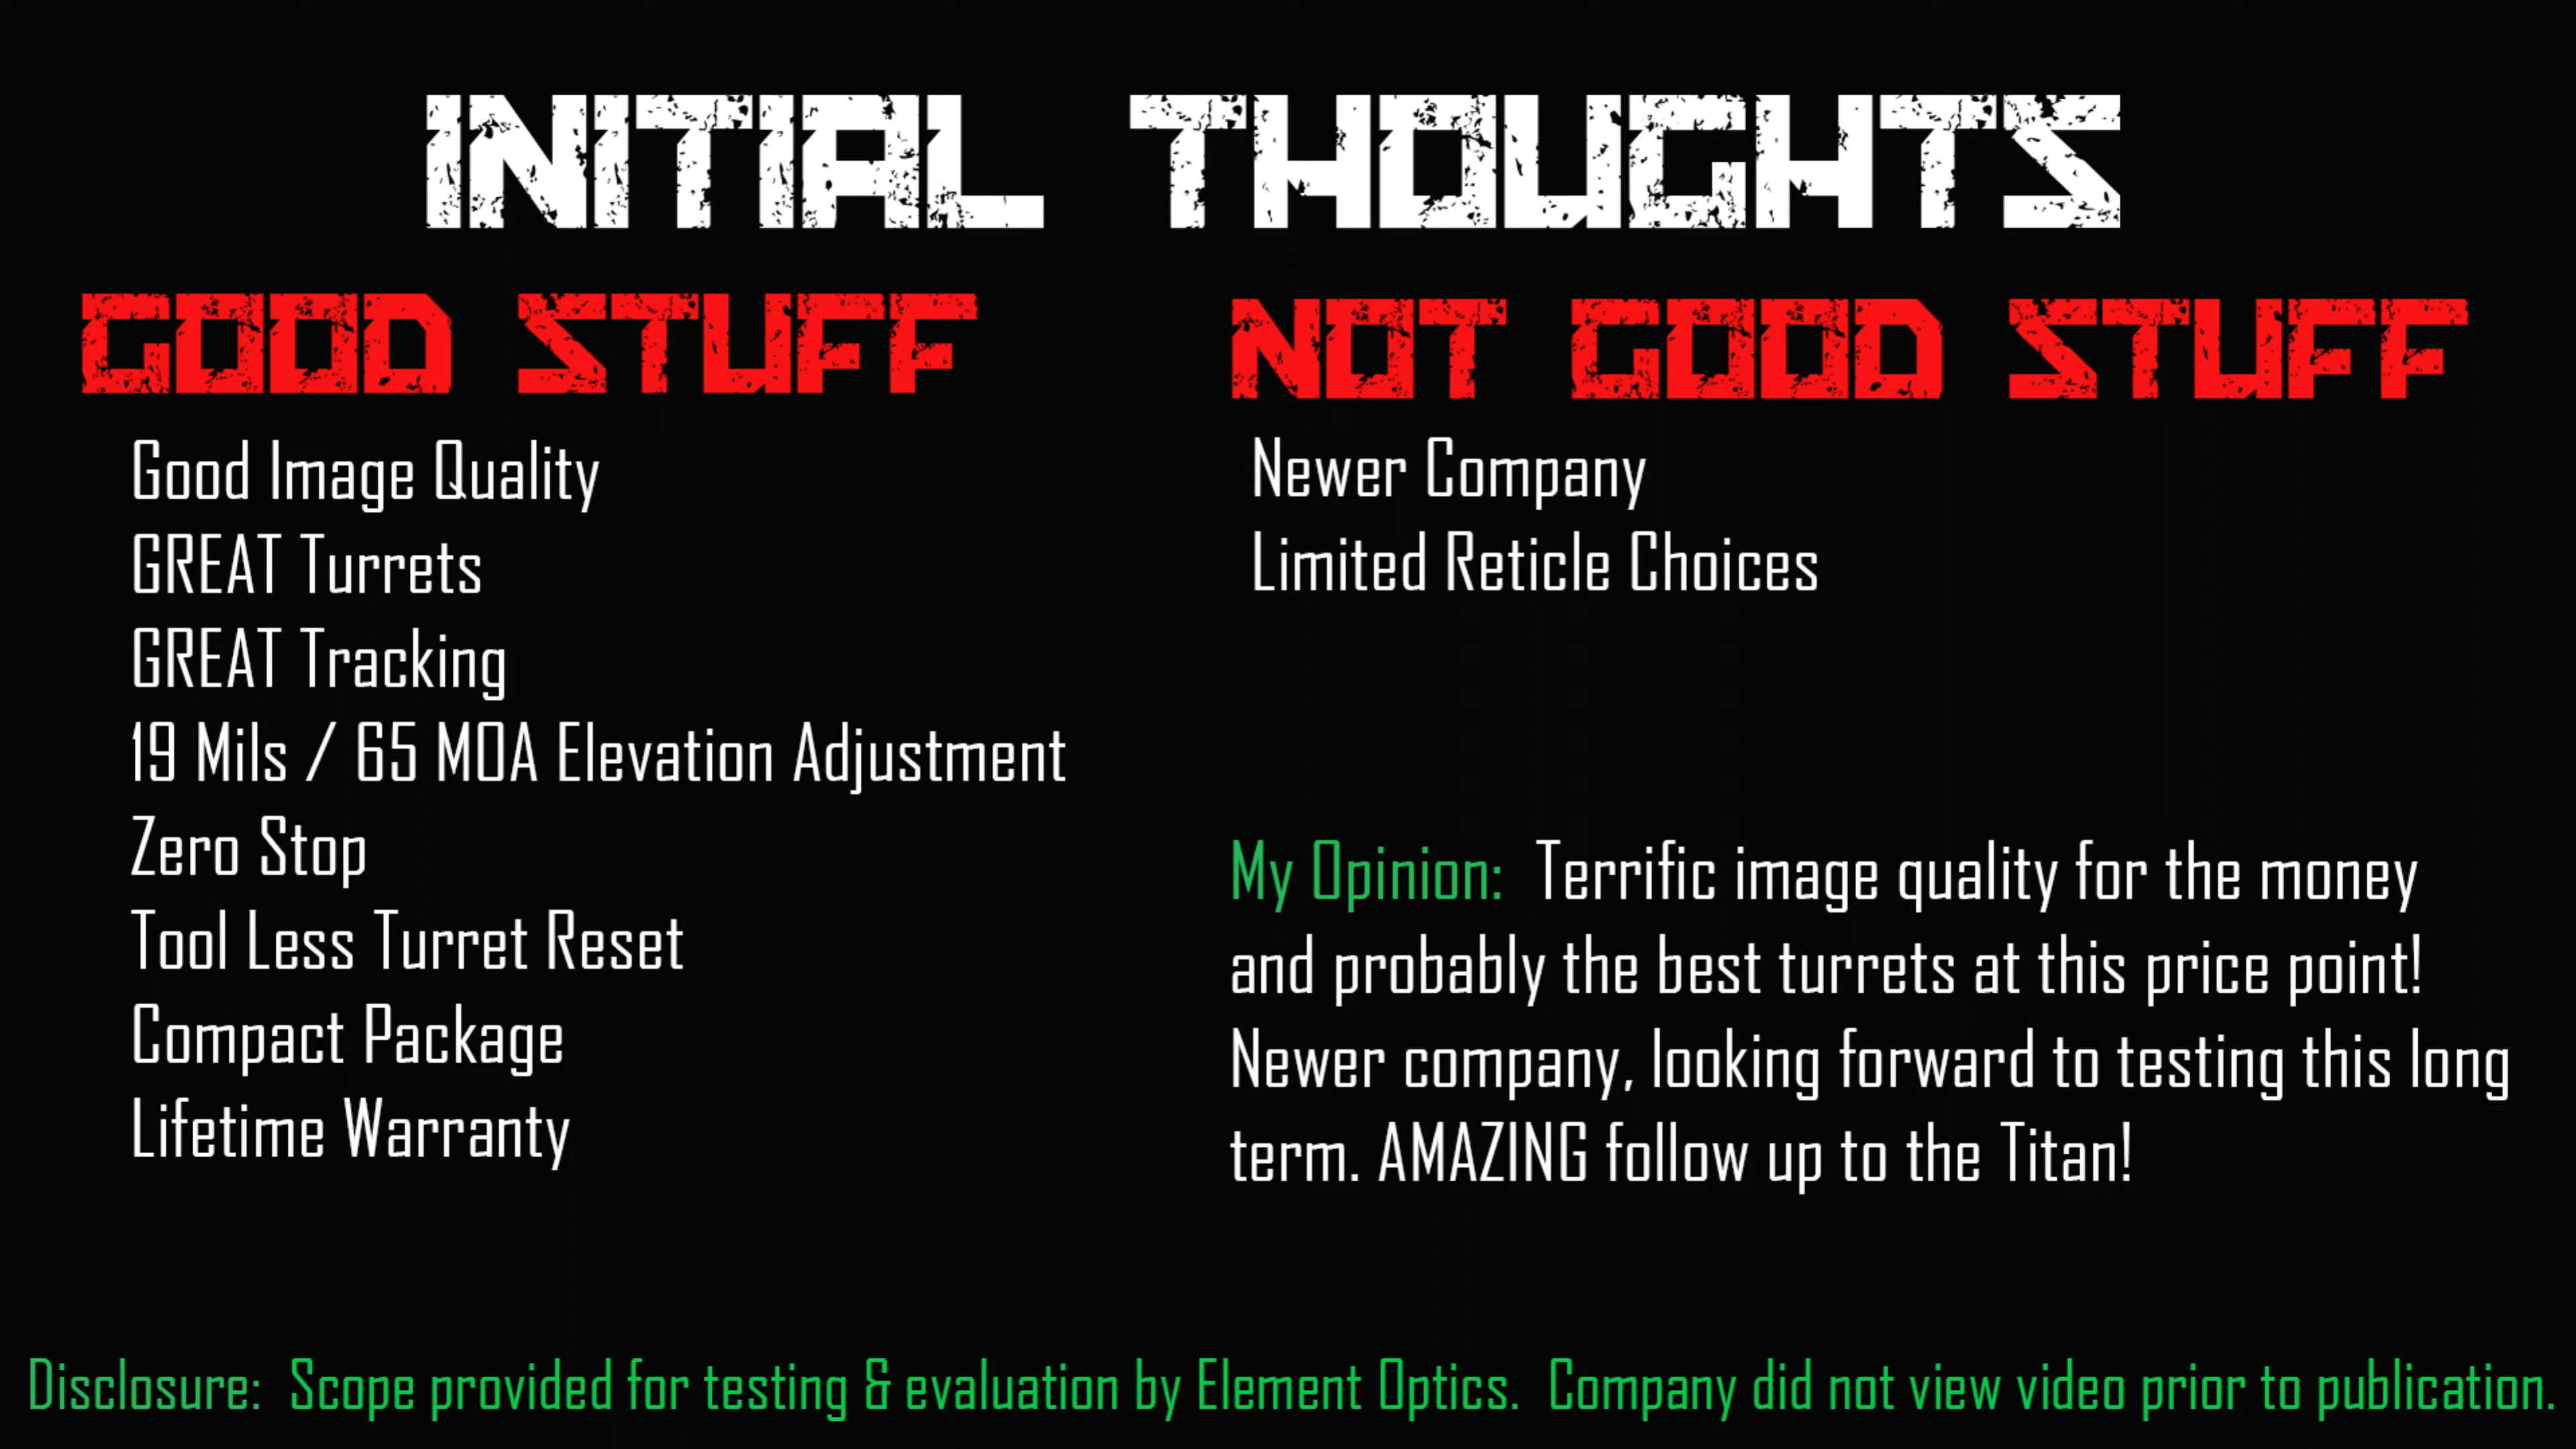 INITIAL THOUGHTS
GOOD STUFF
Good Image Quality
GREAT Turrets
GREAT Tracking
19 Mils / 65 MOA Elevation Adjustment
Zero Stop
Tool Less Turret Reset
Compact Package
Lifetime Warranty
NOT GOOD STUFF
Newer Company
Limited Reticle Choices
My Opinion: Terrific image quality for the money
and probably the best turrets at this price point!
Newer company, looking forward to testing this long
term. AMAZING follow up to the Titan!
Disclosure: Scope provided for testing & evaluation by Element Optics. Company did not view video prior to publication.